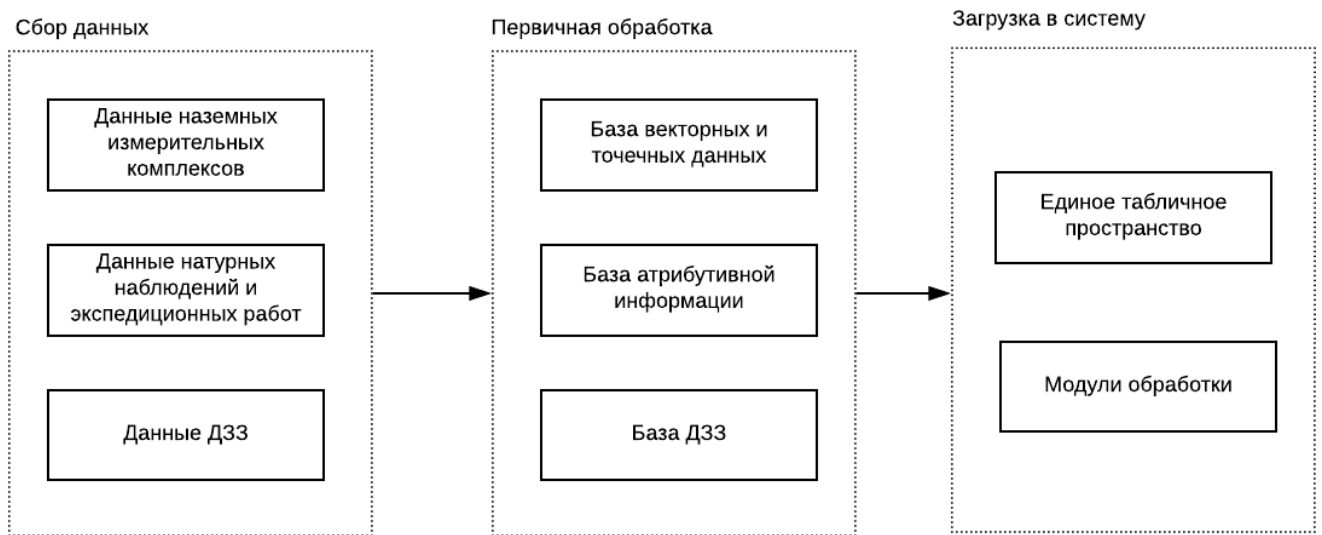 Сбор данных
Данные наземных
измерительных
комплексов
Данные натурных
наблюдений и
экспедиционных работ
Данные ДЗЗ
Первичная обработка
База векторных и
точечных данных
База атрибутивной
информации
База ДЗЗ
Загрузка в систему
Единое табличное
пространство
Модули обработки